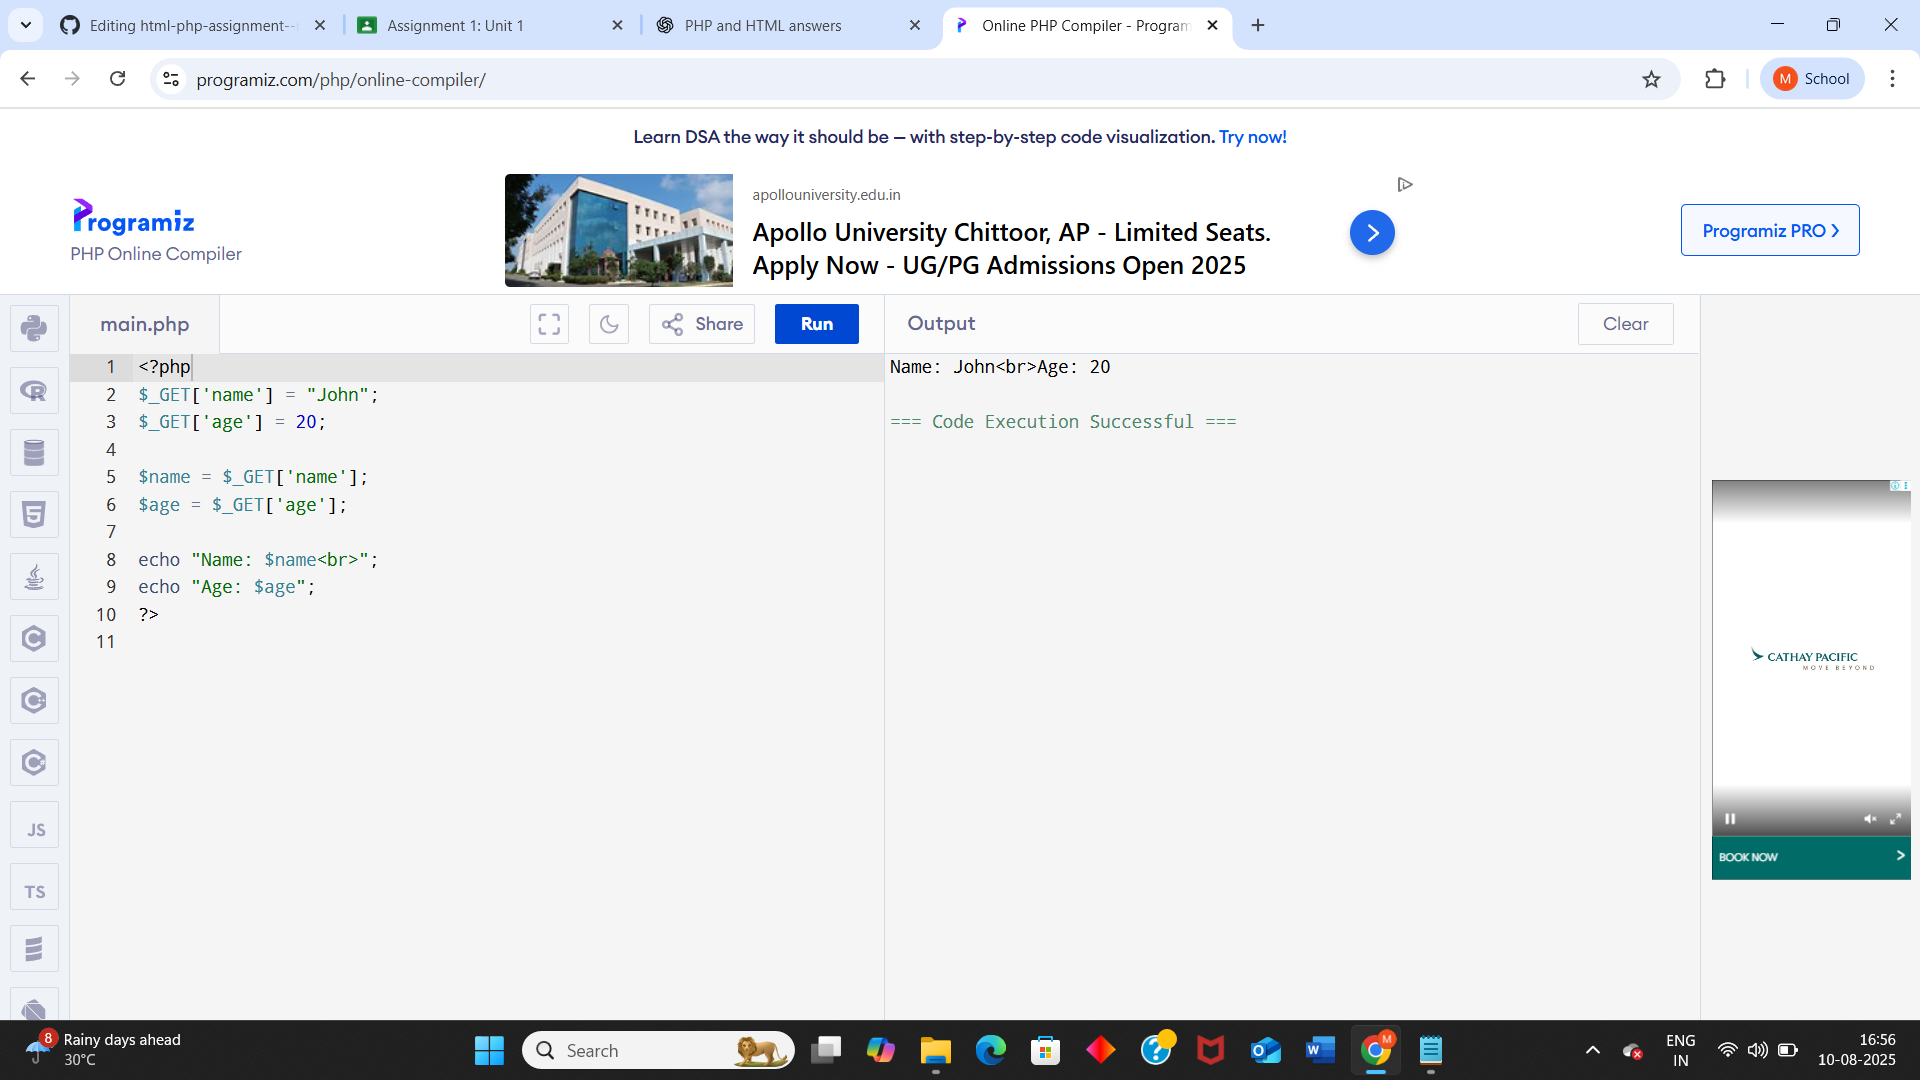 Editing html-php-assignment--
Assignment 1: Unit 1
PHP and HTML answers
Online PHP Compiler - Program
programiz.com/php/online-compiler/
M School
Learn DSA the way it should be — with step-by-step code visualization. Try now!
Programiz
PHP Online Compiler
apollouniversity.edu.in
Apollo University Chittoor, AP - Limited Seats.
Apply Now - UG/PG Admissions Open 2025
Programiz PRO
main.php
Share
Run
Output
Clear
1 <?php
2 $_GET['name'] = "John";
3 $_GET['age'] = 20;
4
5 $name = $_GET['name'];
6 $age = $_GET['age'];
7
8 echo "Name: $name<br>";
9 echo "Age: $age";
10 ?>
11
Name: John<br>Age: 20
=== Code Execution Successful ===
JS
TS
CATHAY PACIFIC
MOVE BEYOND
BOOK NOW
8
Rainy days ahead
30°C
Search
M
ENG
IN
16:56
10-08-2025